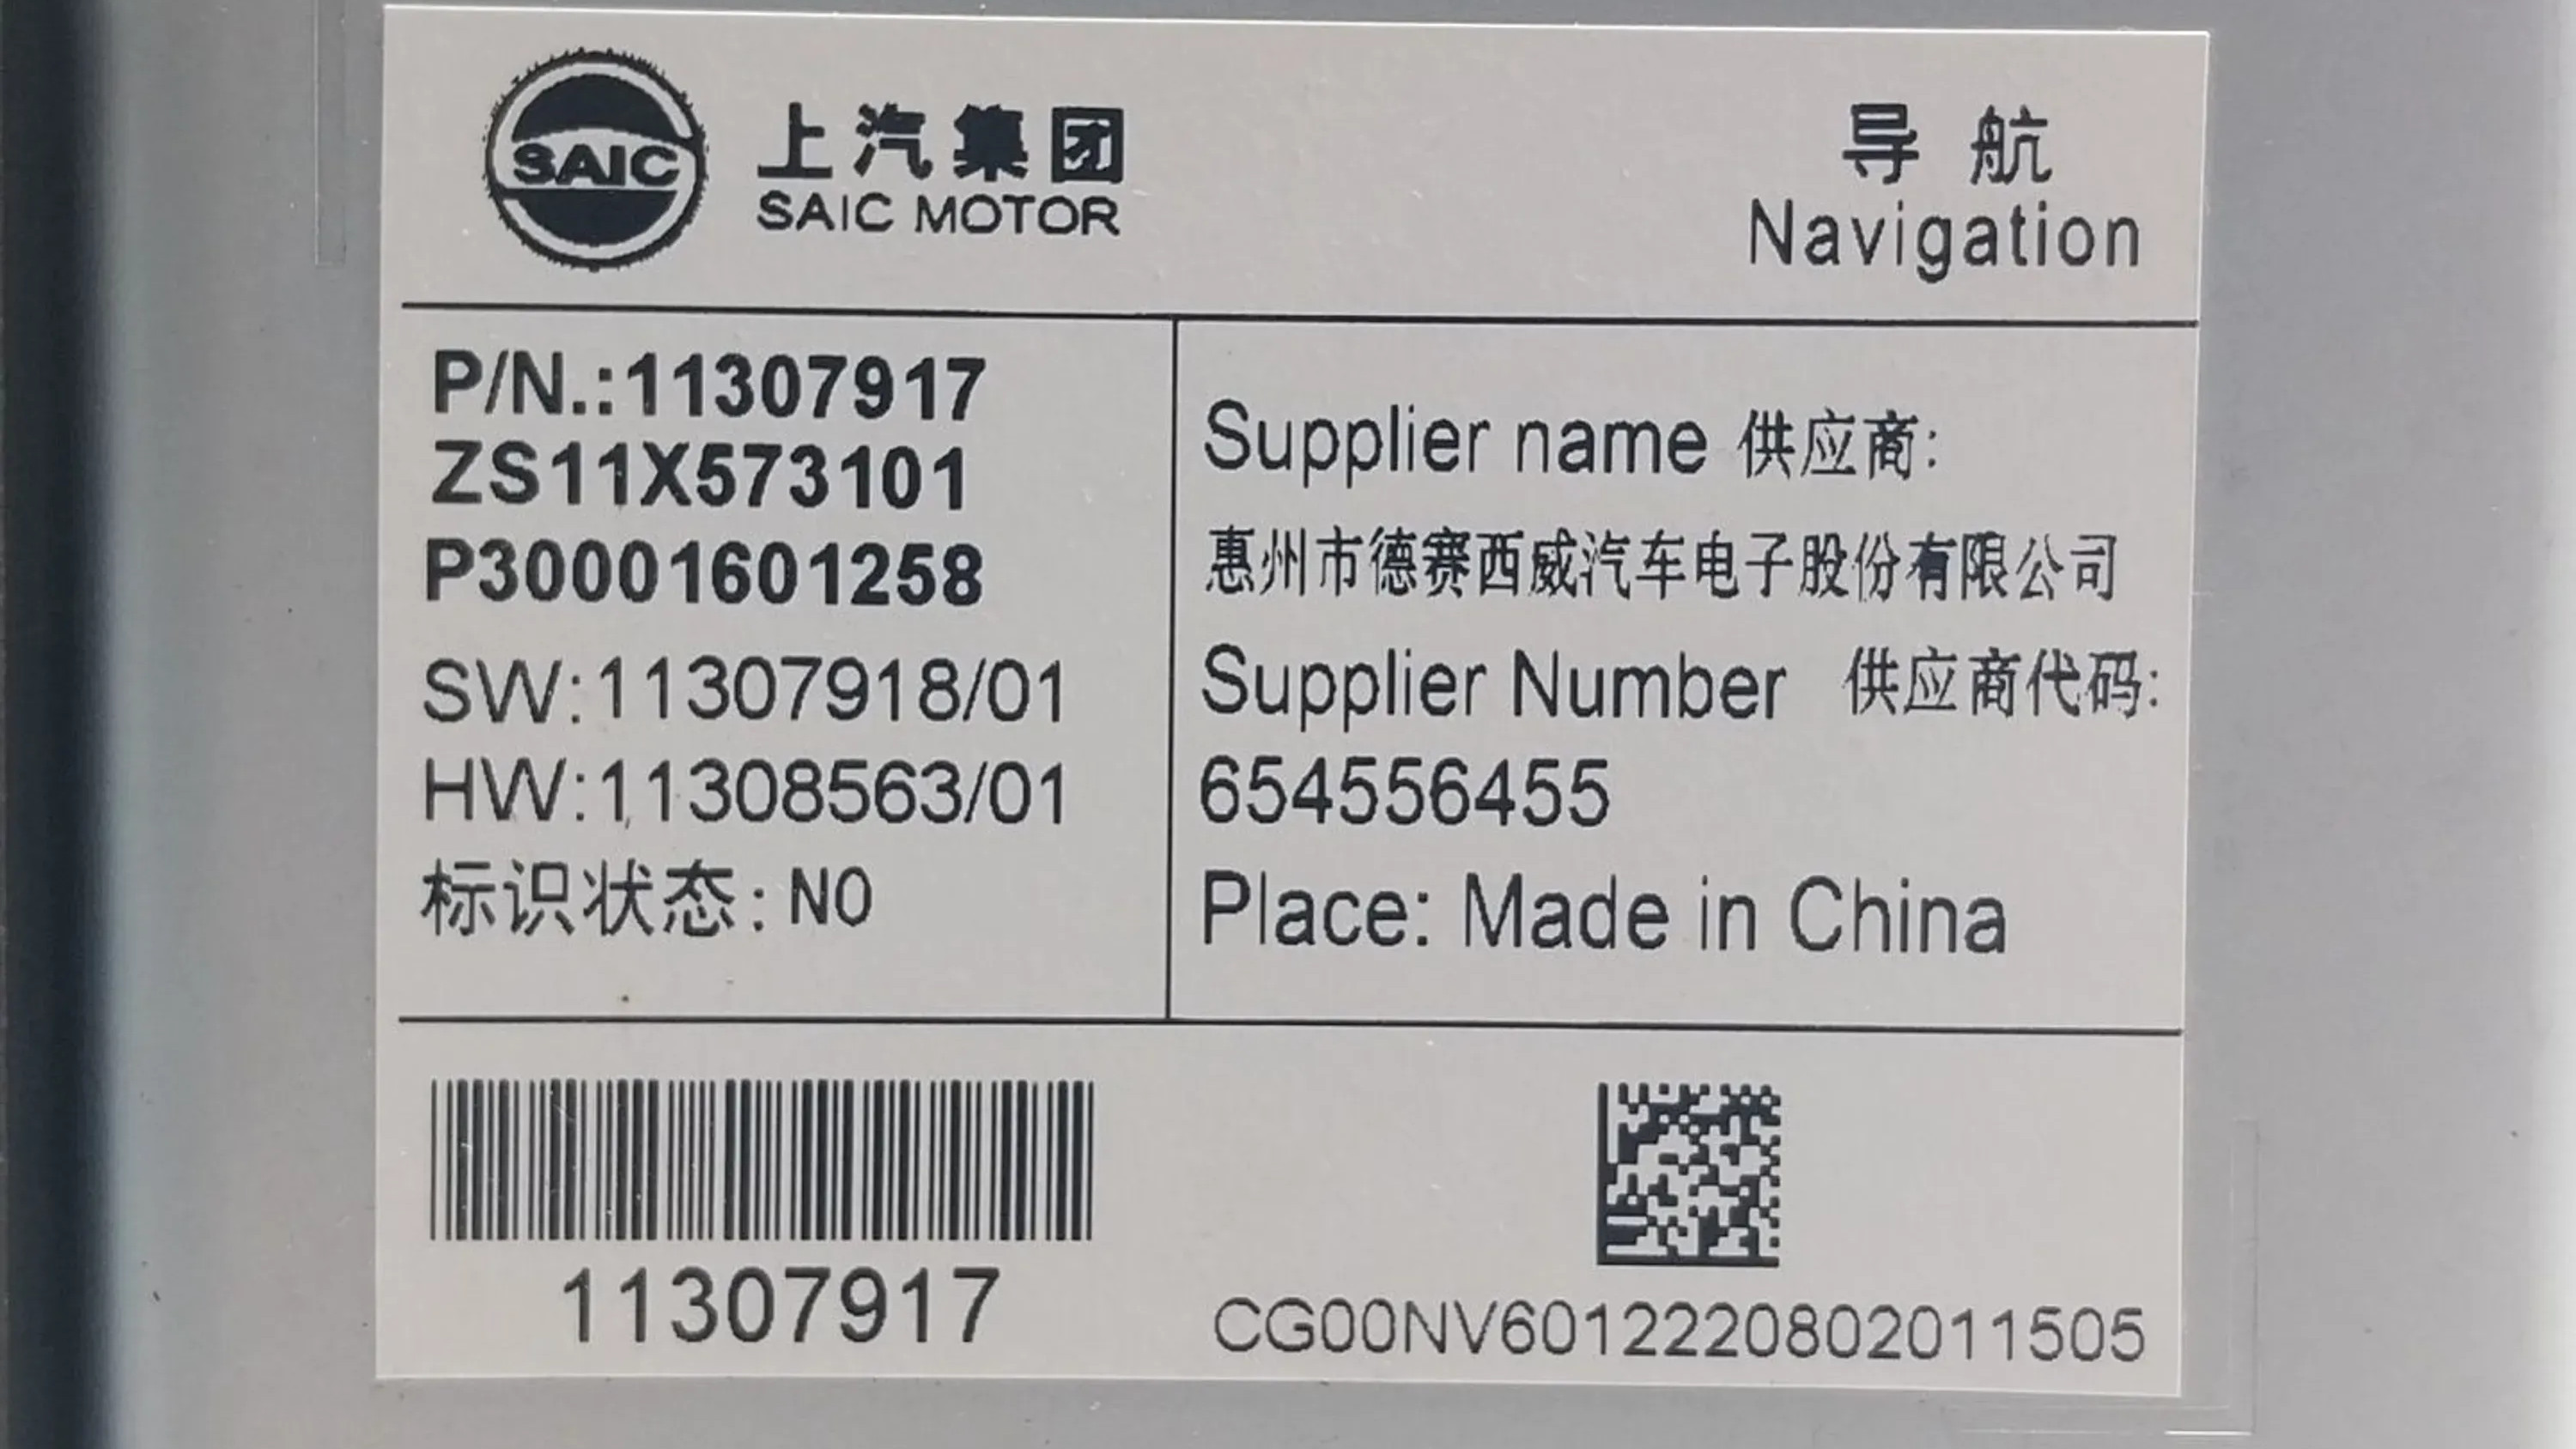 SAIC
上汽集团
SAIC MOTOR
导航
Navigation
P/N.:11307917
ZS11X573101
P30001601258
SW:11307918/01
HW:11308563/01
标识状态: NO
Supplier name 供应商:
惠州市德赛西威汽车电子股份有限公司
Supplier Number 供应商代码:
654556455
Place: Made in China
11307917
CG00NV6012220802011505